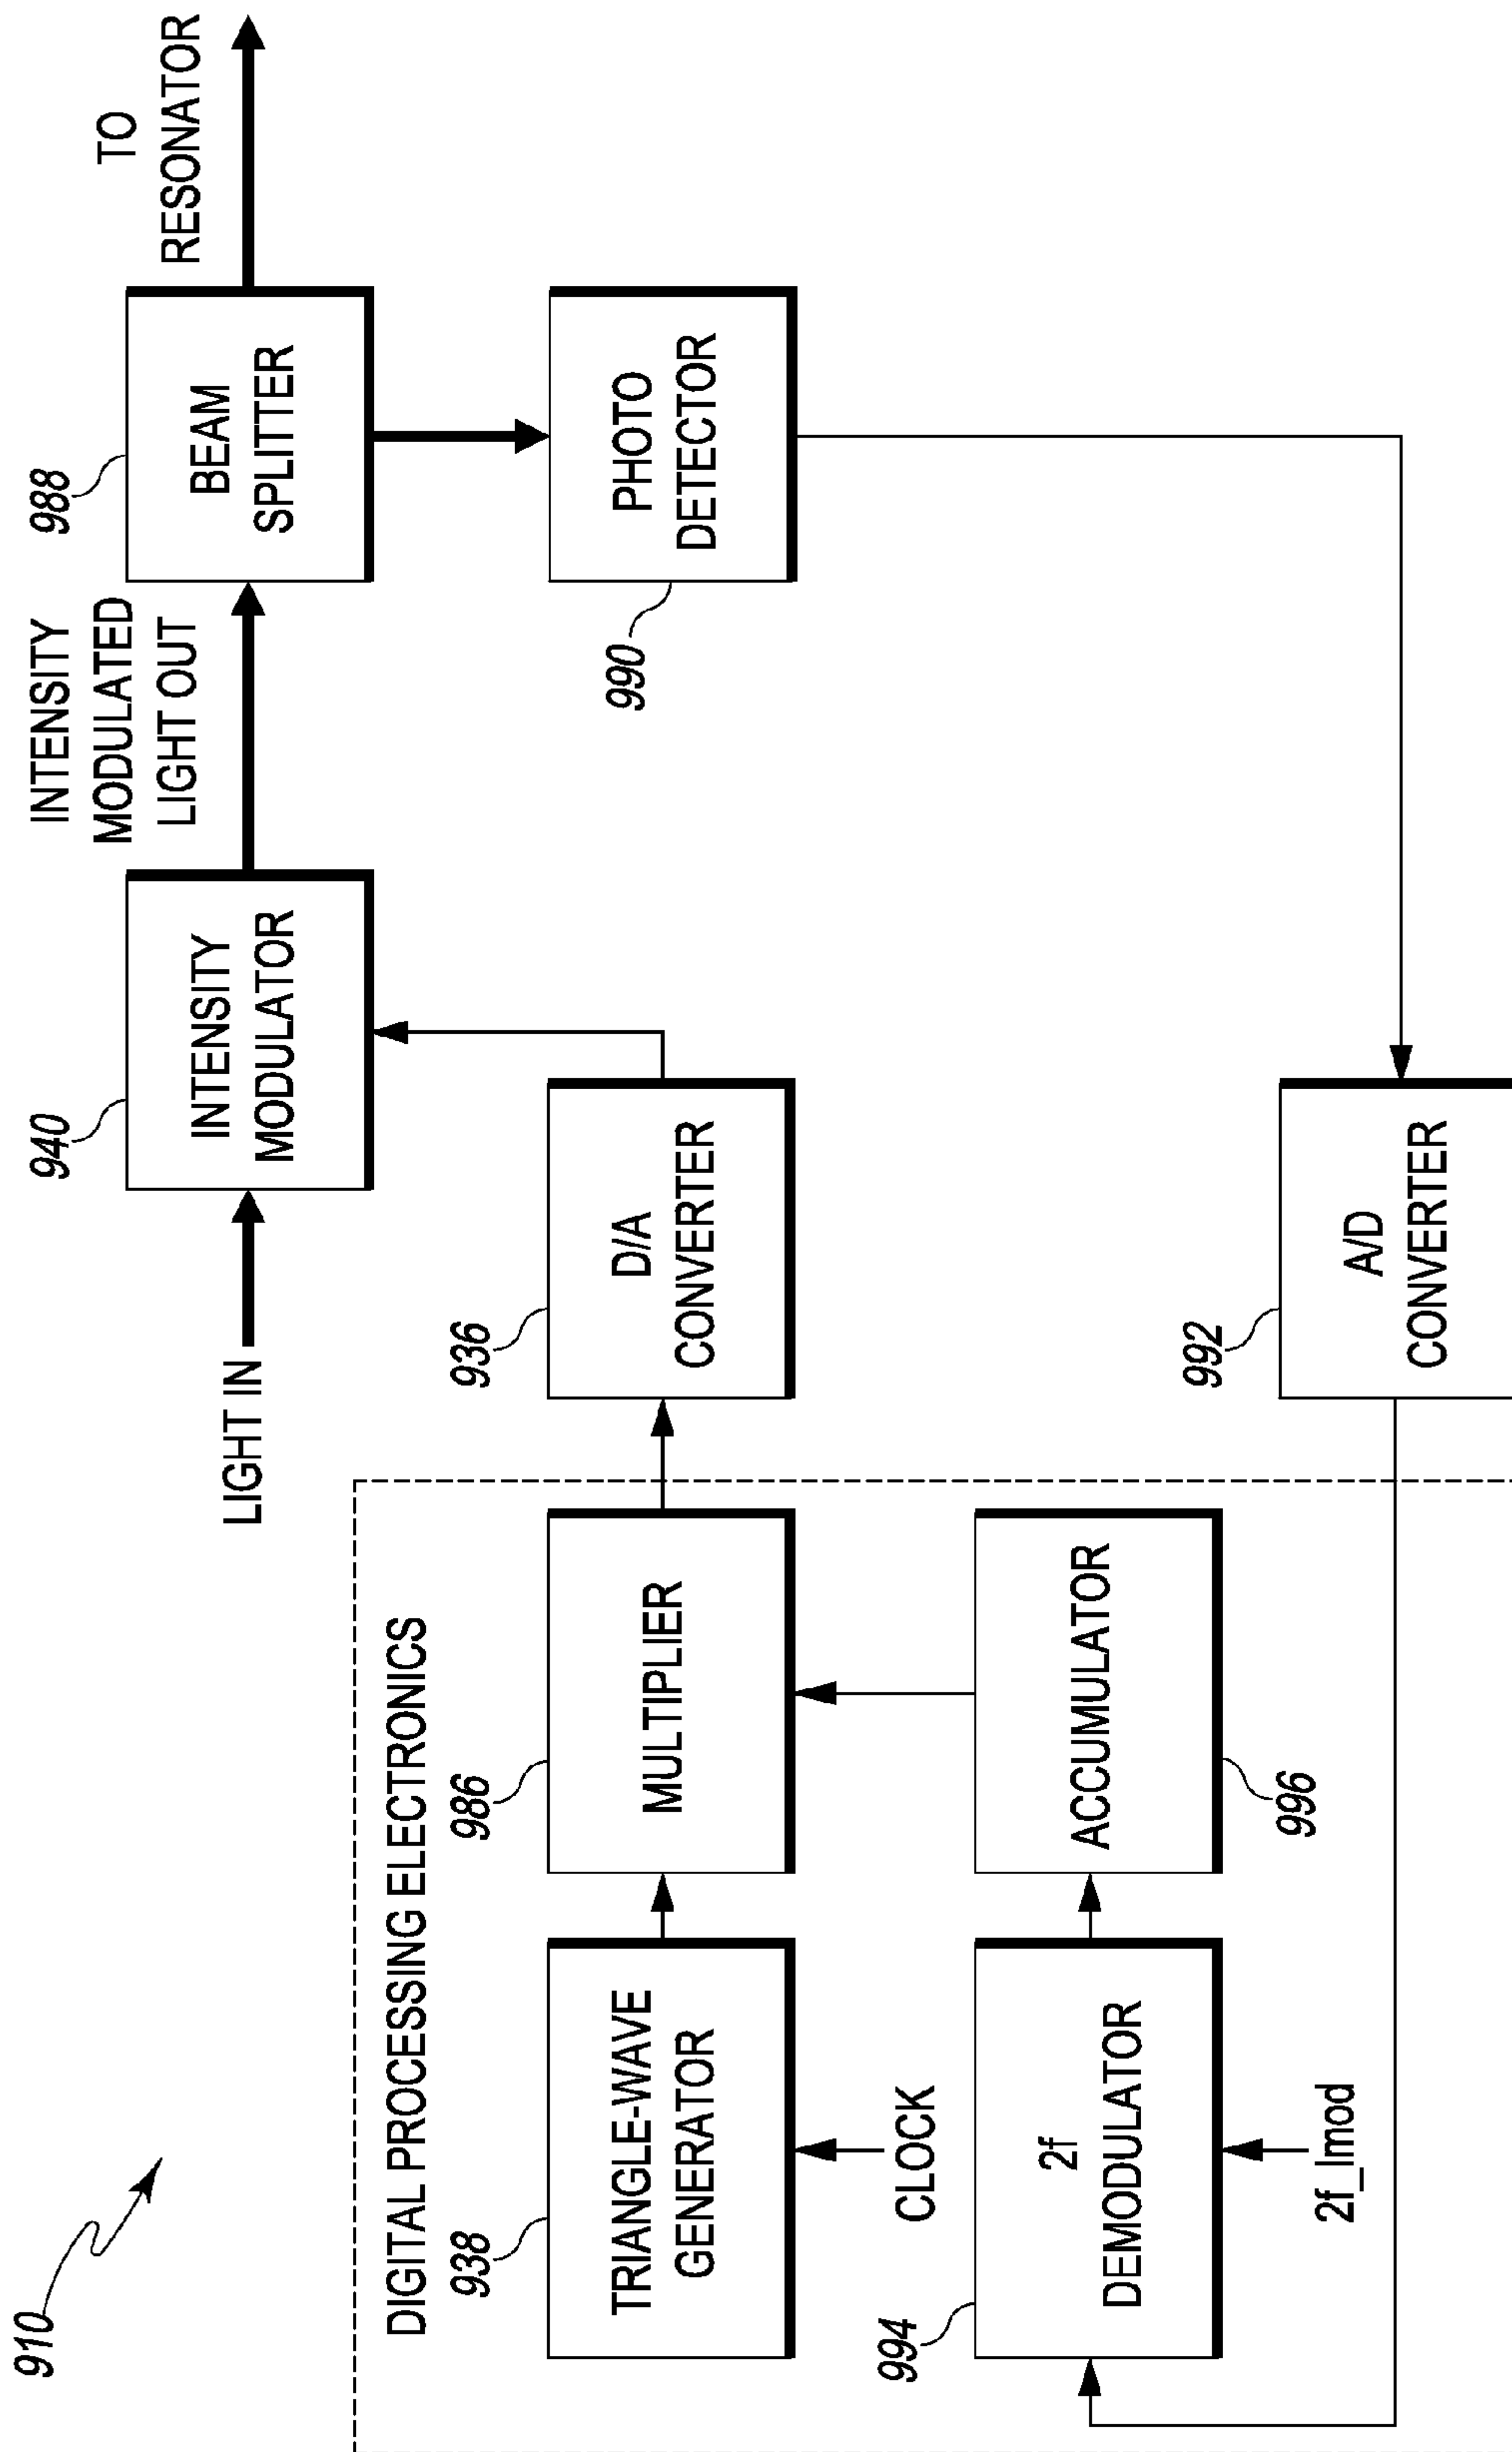 910
LIGHT IN
940
INTENSITY
MODULATOR
INTENSITY
MODULATED
LIGHT OUT
988
BEAM
SPLITTER
TO
RESONATOR
DIGITAL PROCESSING ELECTRONICS
938
TRIANGLE-WAVE
GENERATOR
CLOCK
986
MULTIPLIER
936
D/A
CONVERTER
990
PHOTO
DETECTOR
994
2f
DEMODULATOR
2f_Imod
ACCUMULATOR
996
992
A/D
CONVERTER